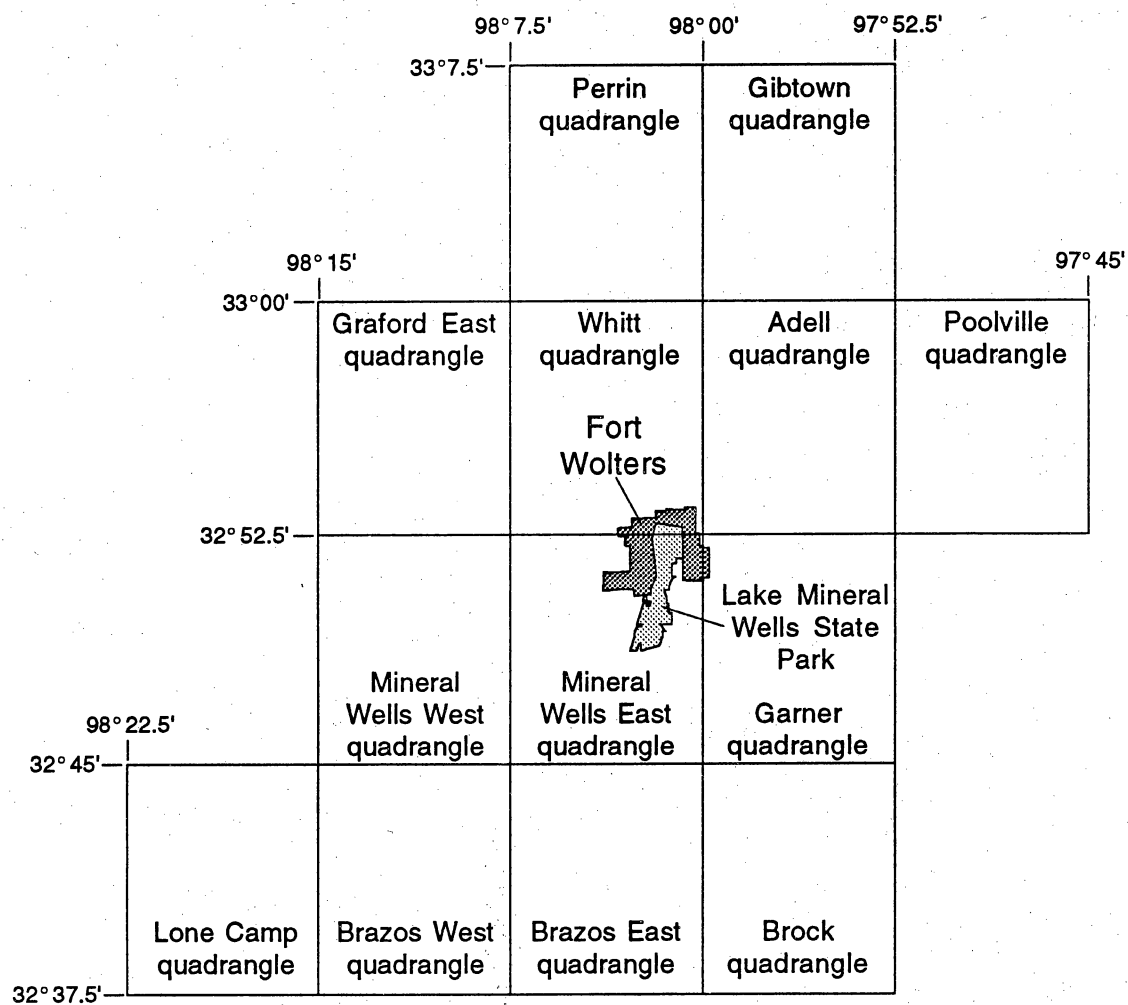 98°7.5'
98°00'
97°52.5'
33°7.5'
Perrin
quadrangle
Gibtown
quadrangle
98°15'
97°45'
33°00'
Graford East
quadrangle
Whitt
quadrangle
Adell
quadrangle
Poolville
quadrangle
Fort
Wolters
32°52.5'
Lake Mineral
Wells State
Park
Mineral
Wells West
quadrangle
Mineral
Wells East
quadrangle
Garner
quadrangle
98°22.5'
32°45'
Lone Camp
quadrangle
Brazos West
quadrangle
Brazos East
quadrangle
Brock
quadrangle
32°37.5'